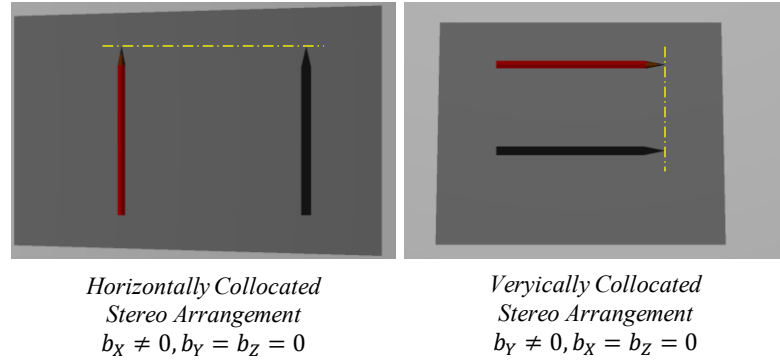 Horizontally Collocated
Stereo Arrangement
b_X ≠ 0, b_Y = b_Z = 0
Veryically Collocated
Stereo Arrangement
b_Y ≠ 0, b_X = b_Z = 0